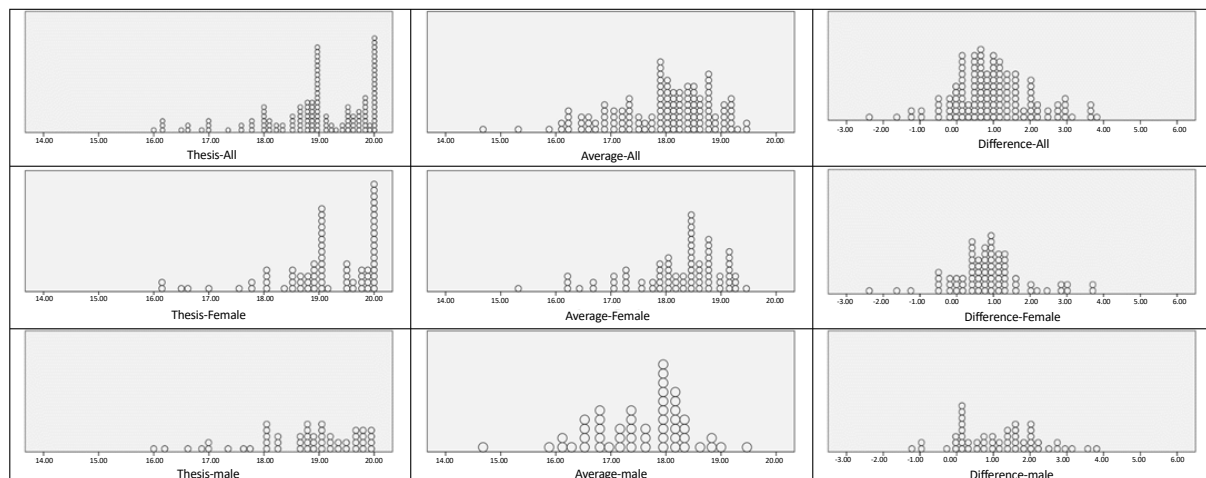 14.00 15.00 16.00 17.00 18.00 19.00 20.00
Thesis-All
14.00 15.00 16.00 17.00 18.00 19.00 20.00
Average-All
-3.00 -2.00 -1.00 0.00 1.00 2.00 3.00 4.00 5.00 6.00
Difference-All
14.00 15.00 16.00 17.00 18.00 19.00 20.00
Thesis-Female
14.00 15.00 16.00 17.00 18.00 19.00 20.00
Average-Female
-3.00 -2.00 -1.00 0.00 1.00 2.00 3.00 4.00 5.00 6.00
Difference-Female
14.00 15.00 16.00 17.00 18.00 19.00 20.00
Thesis-male
14.00 15.00 16.00 17.00 18.00 19.00 20.00
Average-male
-3.00 -2.00 -1.00 0.00 1.00 2.00 3.00 4.00 5.00 6.00
Difference-male